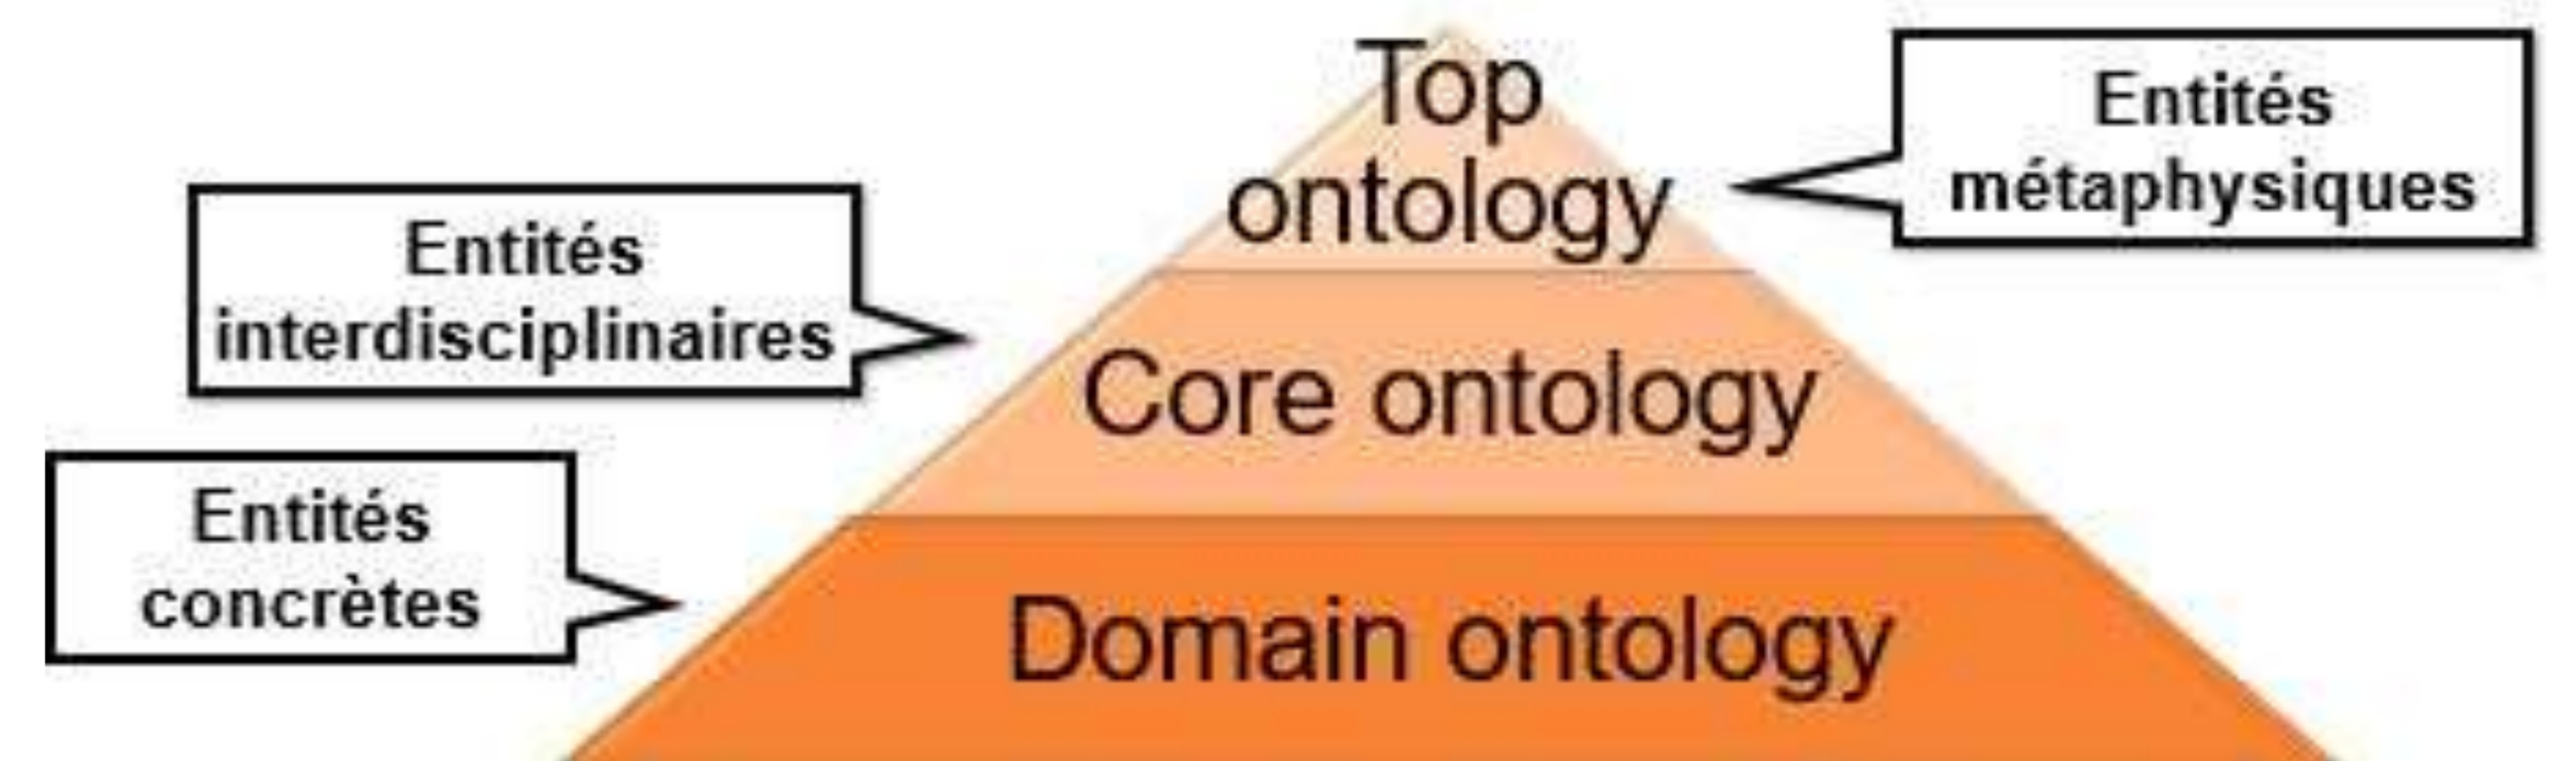 Top
ontology
Entités
métaphysiques
Entités
interdisciplinaires
Core ontology
Entités
concrètes
Domain ontology